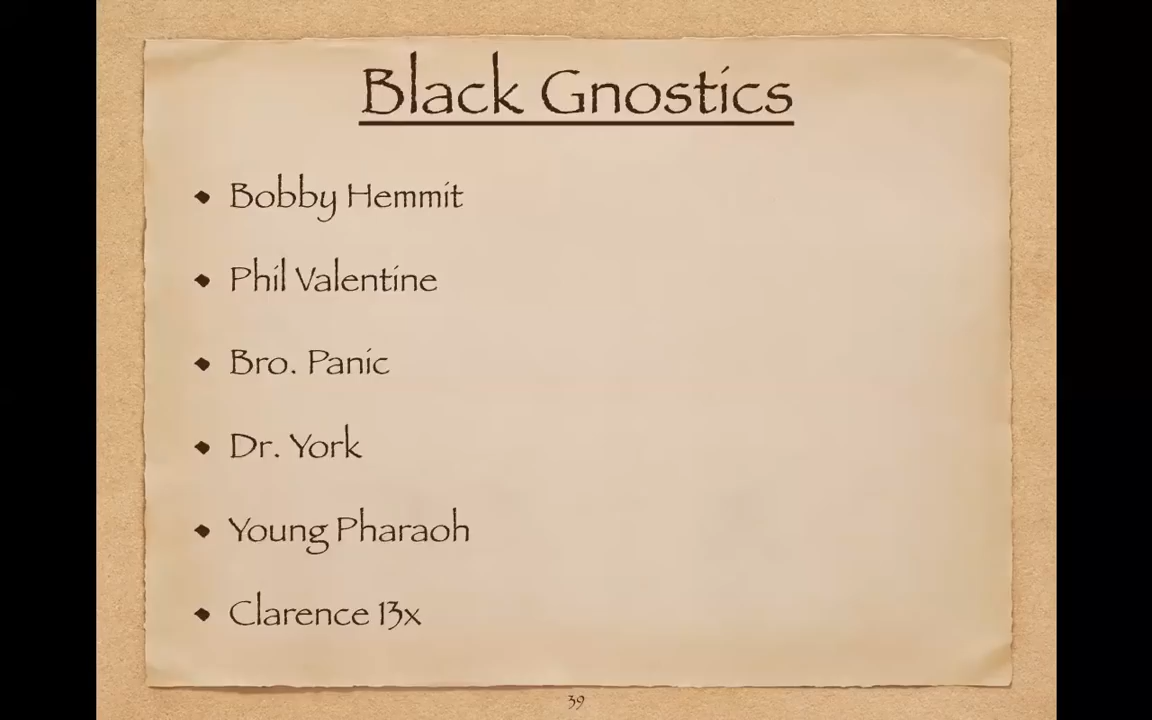 Black Gnostics
• Bobby Hemmit
• Phil Valentine
• Bro. Panic
• Dr. York
• Young Pharaoh
• Clarence 13x
39